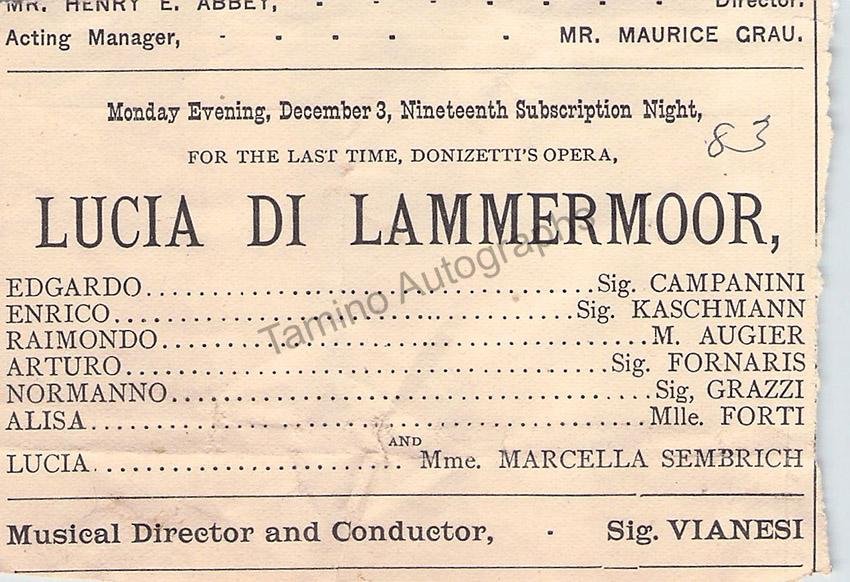 MR. HENRY E. ABBEY, - - - - - - Director.
Acting Manager, - - - - - MR. MAURICE GRAU.
Monday Evening, December 3, Nineteenth Subscription Night,
83
FOR THE LAST TIME, DONIZETTI'S OPERA,
LUCIA DI LAMMERMOOR,
EDGARDO........................................Sig. CAMPANINI
ENRICO........................................Sig. KASCHMANN
RAIMONDO........................................M. AUGIER
ARTURO........................................Sig. FORNARIS
NORMANNO........................................Sig, GRAZZI
ALISA........................................Mlle. FORTI
AND
LUCIA........................Mme. MARCELLA SEMBRICH
Musical Director and Conductor, - Sig. VIANESI
Tamino Autographs